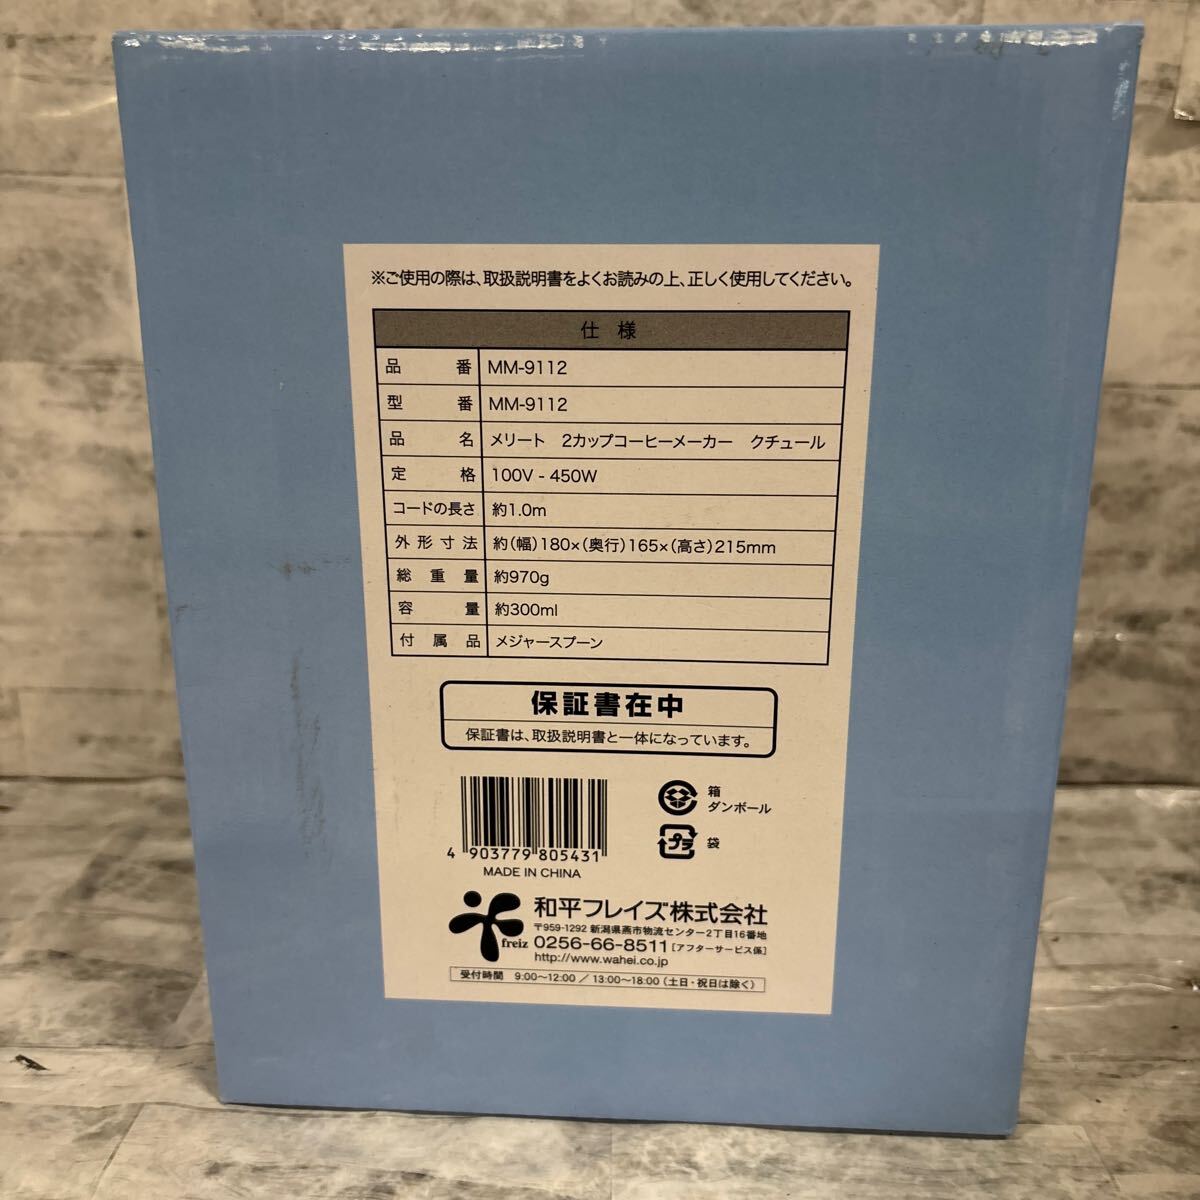 ※ご使用の際は、取扱説明書をよくお読みの上、正しく使用してください。
仕 様
品 番 MM-9112
型 番 MM-9112
品 名 メリート 2カップコーヒーメーカー クチュール
定 格 100V - 450W
コードの長さ 約1.0m
外形寸法 約(幅)180×(奥行)165×(高さ)215mm
総重量 約970g
容 量 約300ml
付属品 メジャースプーン
保証書在中
保証書は、取扱説明書と一体になっています。
4 903779 805431
MADE IN CHINA
箱
ダンボール
プラ 袋
freiz
和平フレイズ株式会社
〒959-1292 新潟県燕市物流センター2丁目16番地
0256-66-8511 [アフターサービス係]
http://www.wahei.co.jp
受付時間 9:00〜12:00 / 13:00〜18:00 (土日・祝日は除く)